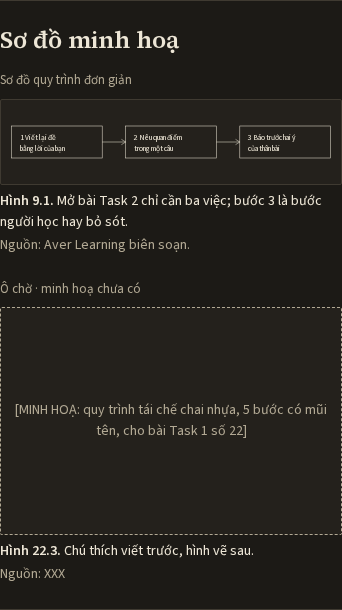 Sơ đồ minh hoạ
Sơ đồ quy trình đơn giản
1 Viết lại đề
bằng lời của bạn
2 Nêu quan điểm
trong một câu
3 Báo trước hai ý
của thân bài
Hình 9.1. Mở bài Task 2 chỉ cần ba việc; bước 3 là bước
người học hay bỏ sót.
Nguồn: Aver Learning biên soạn.
Ô chờ · minh hoạ chưa có
[MINH HOẠ: quy trình tái chế chai nhựa, 5 bước có mũi
tên, cho bài Task 1 số 22]
Hình 22.3. Chú thích viết trước, hình vẽ sau.
Nguồn: XXX